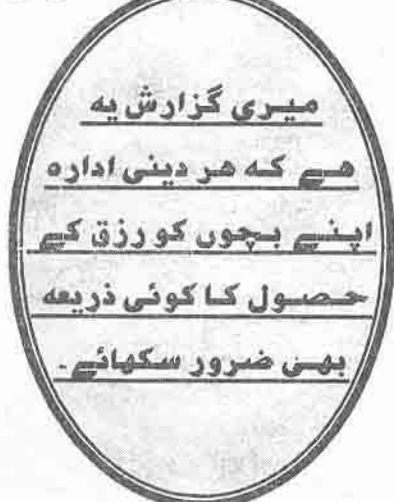 میری گزارش یہ
ہے کہ ہر دینی ادارہ
اپنے بچوں کو رزق کے
حصول کا کوئی ذریعہ
بھی ضرور سکھائے۔